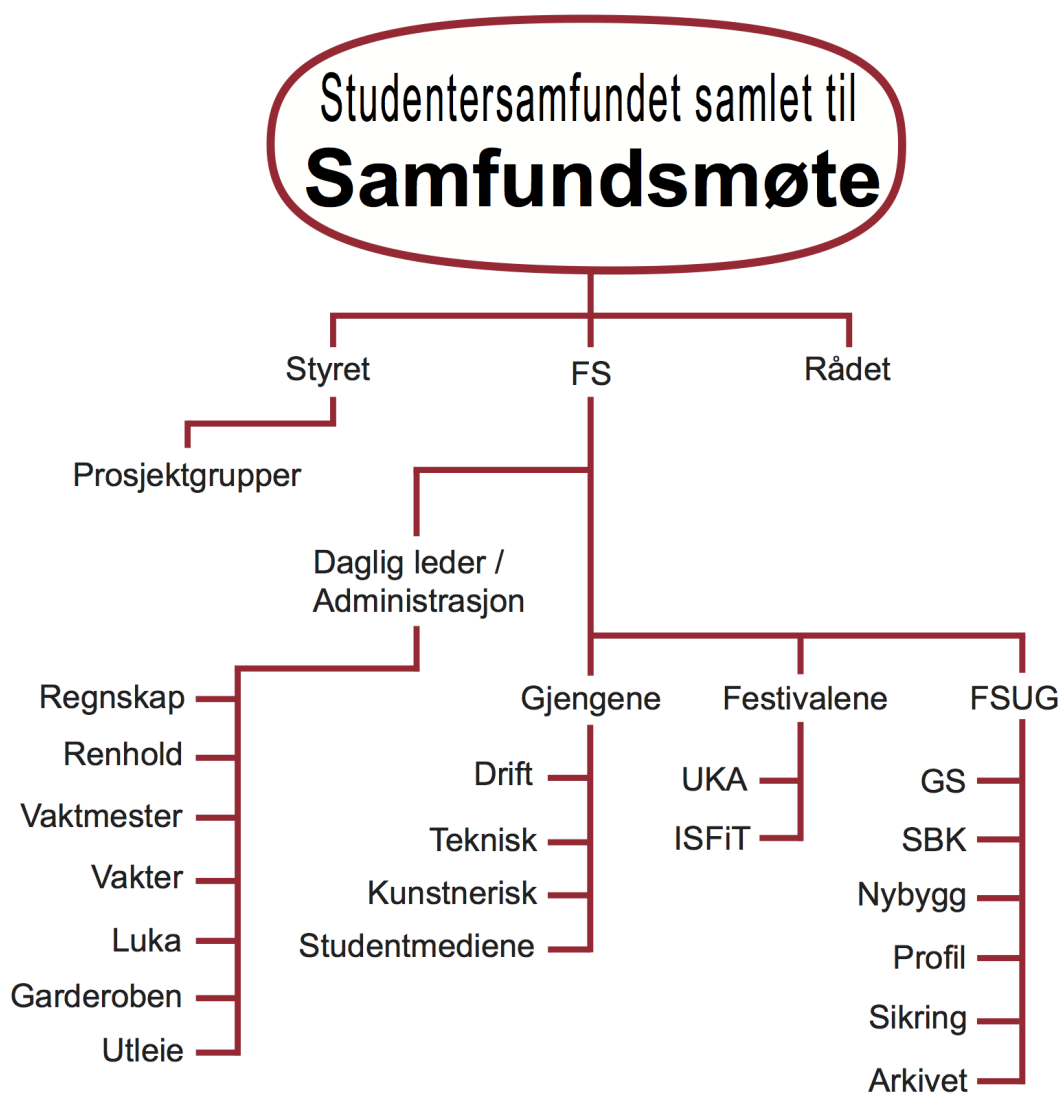 Studentersamfundet samlet til
Samfundsmøte
Styret
FS
Rådet
Prosjektgrupper
Daglig leder /
Administrasjon
Regnskap
Renhold
Vaktmester
Vakter
Luka
Garderoben
Utleie
Gjengene
Drift
Teknisk
Kunstnerisk
Studentmediene
Festivalene
UKA
ISFiT
FSUG
GS
SBK
Nybygg
Profil
Sikring
Arkivet